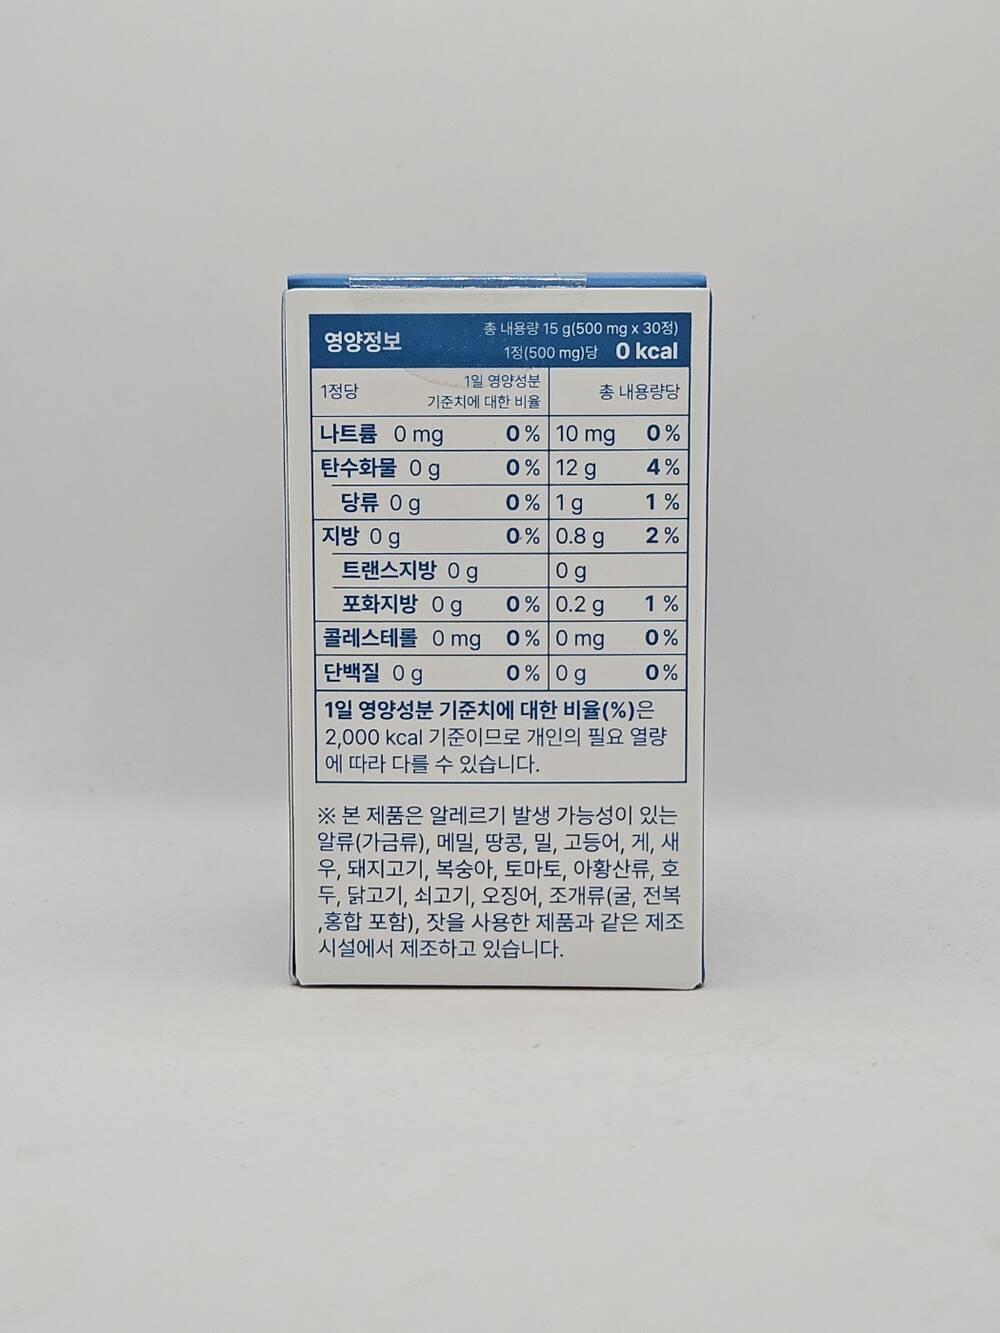 영양정보
총 내용량 15 g(500 mg x 30정)
1정(500 mg)당 0 kcal
1정당 1일 영양성분 기준치에 대한 비율 총 내용량당
나트륨 0 mg 0 % 10 mg 0 %
탄수화물 0 g 0 % 12 g 4 %
당류 0 g 0 % 1 g 1 %
지방 0 g 0 % 0.8 g 2 %
트랜스지방 0 g 0 g
포화지방 0 g 0 % 0.2 g 1 %
콜레스테롤 0 mg 0 % 0 mg 0 %
단백질 0 g 0 % 0 g 0 %
1일 영양성분 기준치에 대한 비율(%)은
2,000 kcal 기준이므로 개인의 필요 열량
에 따라 다를 수 있습니다.
※ 본 제품은 알레르기 발생 가능성이 있는
알류(가금류), 메밀, 땅콩, 밀, 고등어, 게, 새
우, 돼지고기, 복숭아, 토마토, 아황산류, 호
두, 닭고기, 쇠고기, 오징어, 조개류(굴, 전복
,홍합 포함), 잣을 사용한 제품과 같은 제조
시설에서 제조하고 있습니다.